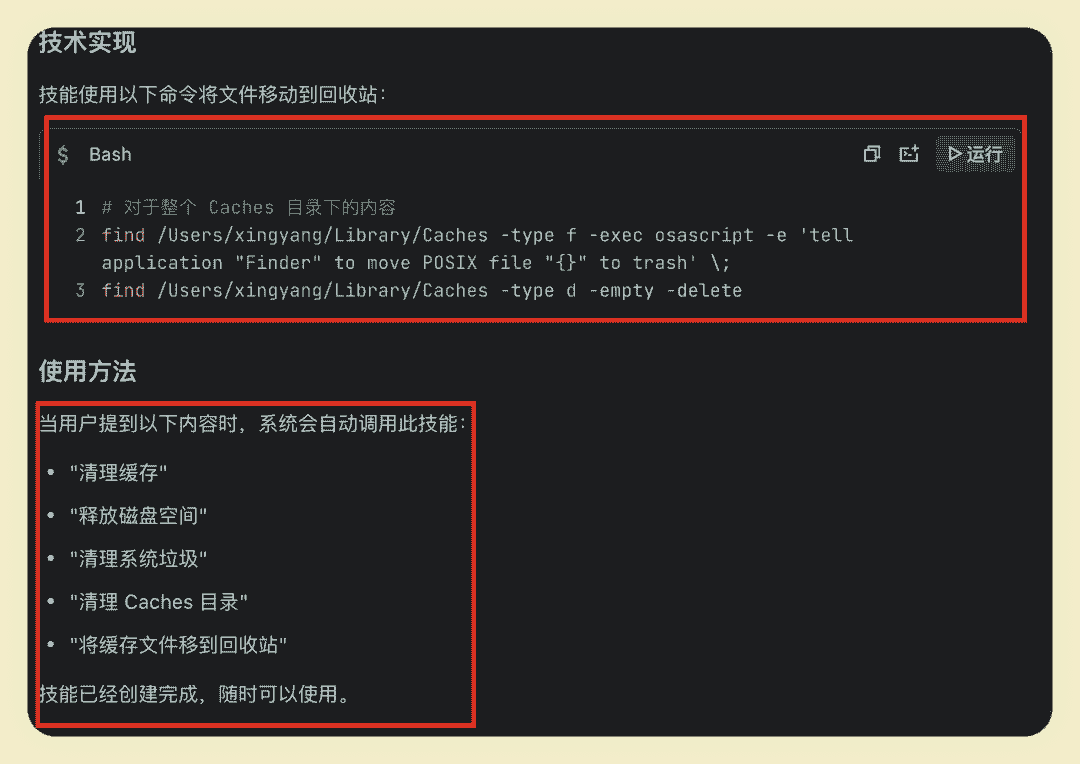 技术实现
技能使用以下命令将文件移动到回收站：
$ Bash 运行
1 # 对于整个 Caches 目录下的内容
2 find /Users/xingyang/Library/Caches -type f -exec osascript -e 'tell
application "Finder" to move POSIX file "{}" to trash' \;
3 find /Users/xingyang/Library/Caches -type d -empty -delete
使用方法
当用户提到以下内容时，系统会自动调用此技能：
• "清理缓存"
• "释放磁盘空间"
• "清理系统垃圾"
• "清理 Caches 目录"
• "将缓存文件移到回收站"
技能已经创建完成，随时可以使用。